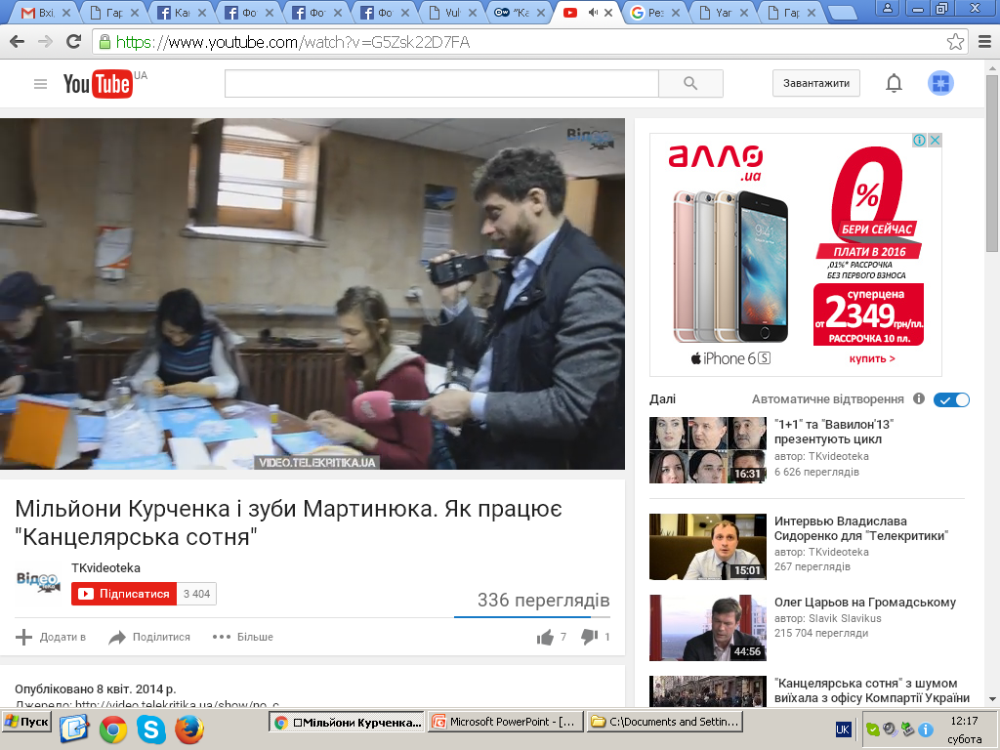 Вхі
Гар
Ка
Фо
Фо
Фо
Vul
"Ка
Рез
Yar
Гар
https://www.youtube.com/watch?v=G5Zsk22D7FA
YouTube UA
Завантажити
Відео
VIDEO.TELEKRITIKA.UA
Мільйони Курченка і зуби Мартинюка. Як працює
"Канцелярська сотня"
Відео
TKvideoteka
Підписатися 3 404
336 переглядів
Додати в Поділитися Більше 7 1
Опубліковано 8 квіт. 2014 р.
Джерело: http://video.telekritika.ua/show/no_c
алло
.ua
0%
БЕРИ СЕЙЧАС
ПЛАТИ В 2016
,01%* РАССРОЧКА
БЕЗ ПЕРВОГО ВЗНОСА
суперцена
от 2349 грн/пл.
РАССРОЧКА 10 пл.
iPhone 6S
купить >
Далі Автоматичне відтворення
"1+1" та "Вавилон'13"
презентують цикл
автор: TKvideoteka
6 626 переглядів
16:31
Интервью Владислава
Сидоренко для "Телекритики"
автор: TKvideoteka
267 переглядів
15:01
Олег Царьов на Громадському
автор: Slavik Slavikus
215 704 перегляди
44:56
"Канцелярська сотня" з шумом
виїхала з офісу Компартії України
Пуск
Мільйони Курченка...
Microsoft PowerPoint - [...
C:\Documents and Settin...
UK
12:17
субота